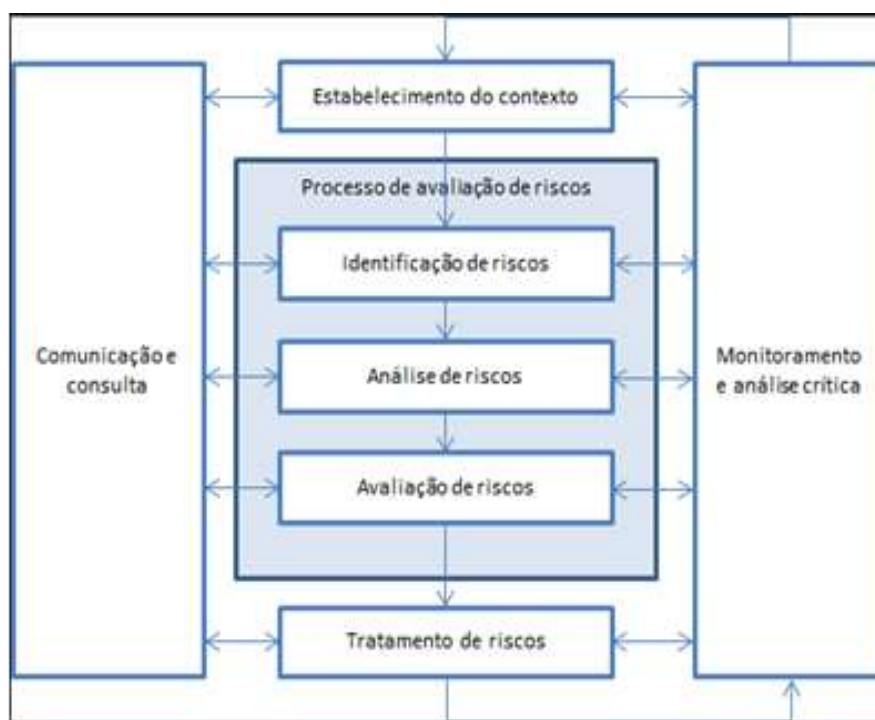 Estabelecimento do contexto
Processo de avaliação de riscos
Identificação de riscos
Comunicação e
consulta
Análise de riscos
Monitoramento
e análise crítica
Avaliação de riscos
Tratamento de riscos